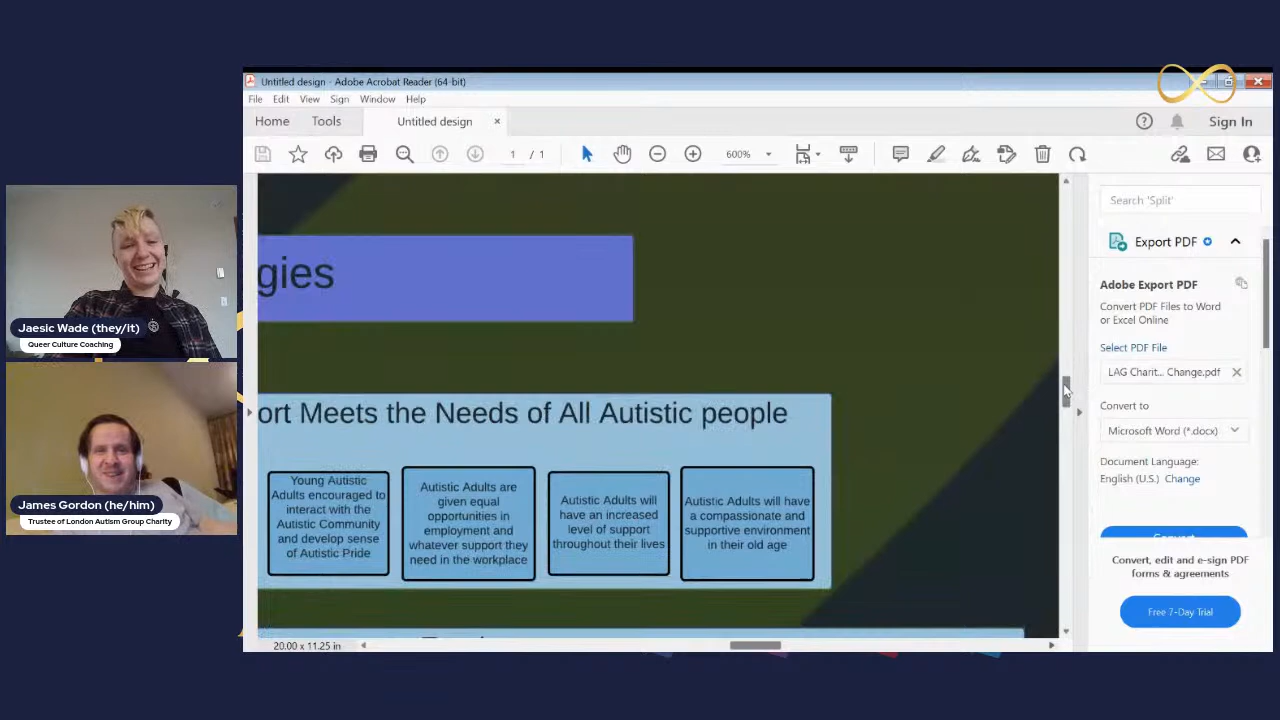 Untitled design - Adobe Acrobat Reader (64-bit)
File Edit View Sign Window Help
Home Tools Untitled design ×
Sign In
1 / 1
600%
gies
ort Meets the Needs of All Autistic people
Young Autistic
Adults encouraged to
interact with the
Autistic Community
and develop sense
of Autistic Pride
Autistic Adults are
given equal
opportunities in
employment and
whatever support they
need in the workplace
Autistic Adults will
have an increased
level of support
throughout their lives
Autistic Adults will have
a compassionate and
supportive environment
in their old age
20.00 x 11.25 in
Search 'Split'
Export PDF
Adobe Export PDF
Convert PDF Files to Word
or Excel Online
Select PDF File
LAG Charit... Change.pdf
Convert to
Microsoft Word (*.docx)
Document Language:
English (U.S.) Change
Convert
Convert, edit and e-sign PDF
forms & agreements
Free 7-Day Trial
Jaesic Wade (they/it)
Queer Culture Coaching
James Gordon (he/him)
Trustee of London Autism Group Charity